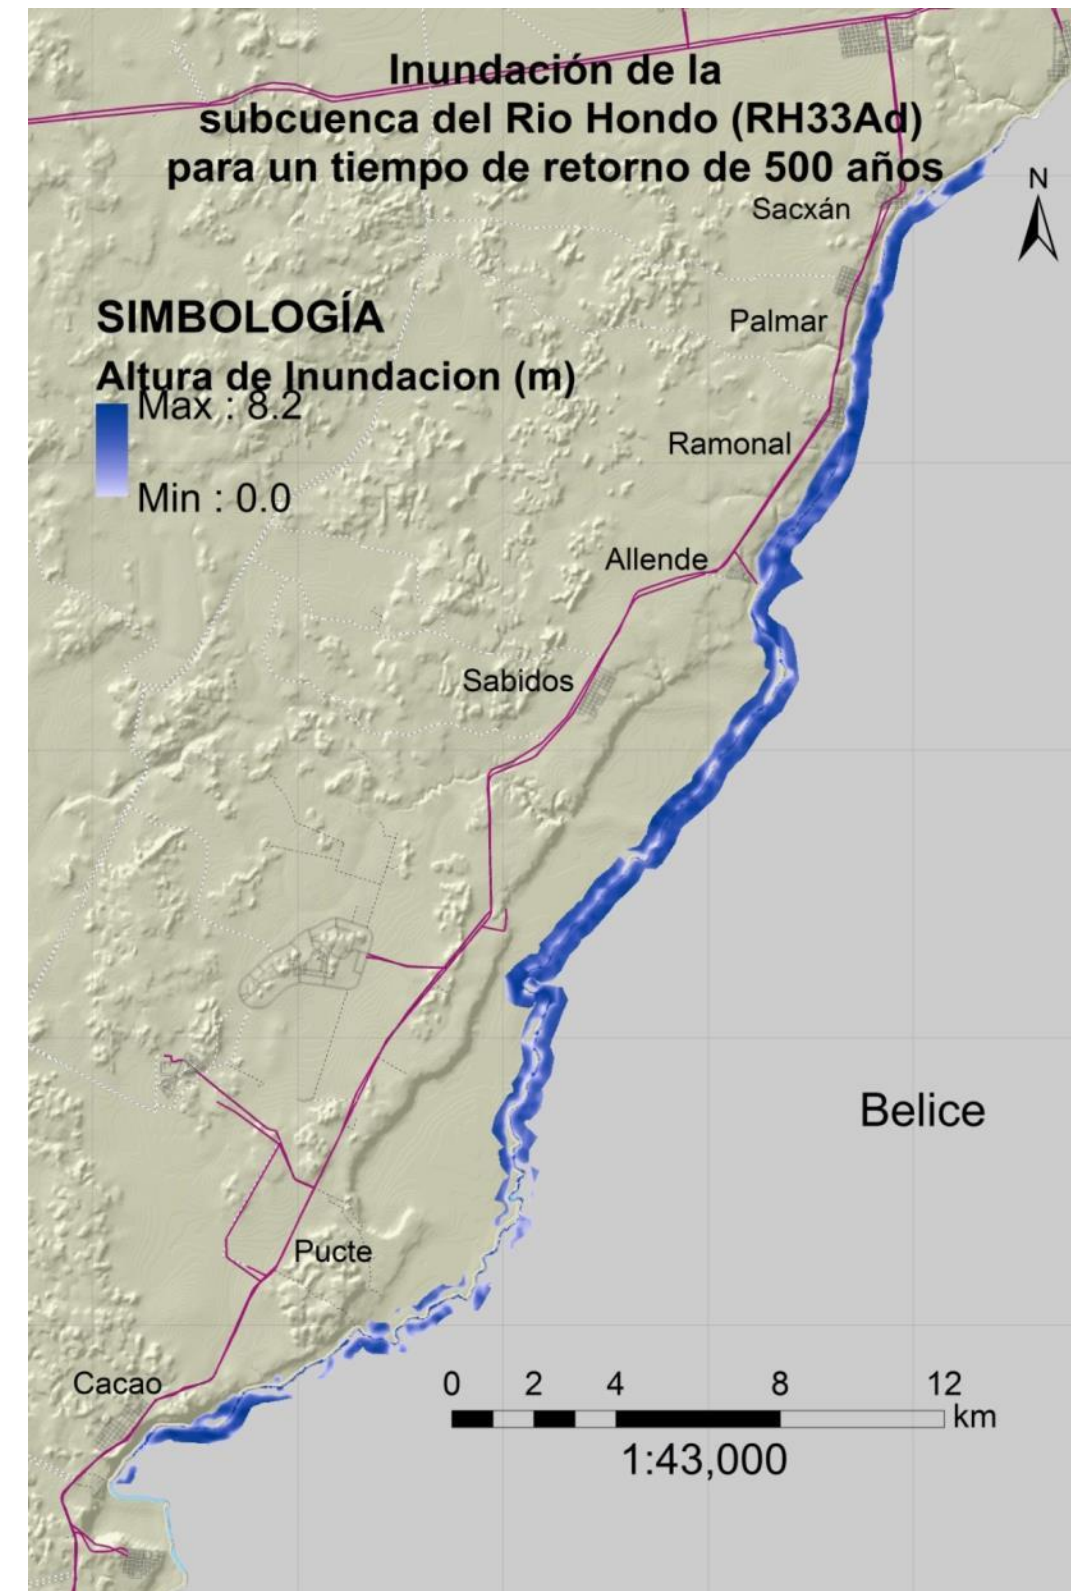 Inundación de la
subcuenca del Rio Hondo (RH33Ad)
para un tiempo de retorno de 500 años
N
Sacxán
SIMBOLOGÍA
Palmar
Altura de Inundacion (m)
Max : 8.2
Ramonal
Min : 0.0
Allende
Sabidos
Belice
Pucte
Cacao
0 2 4 8 12
km
1:43,000